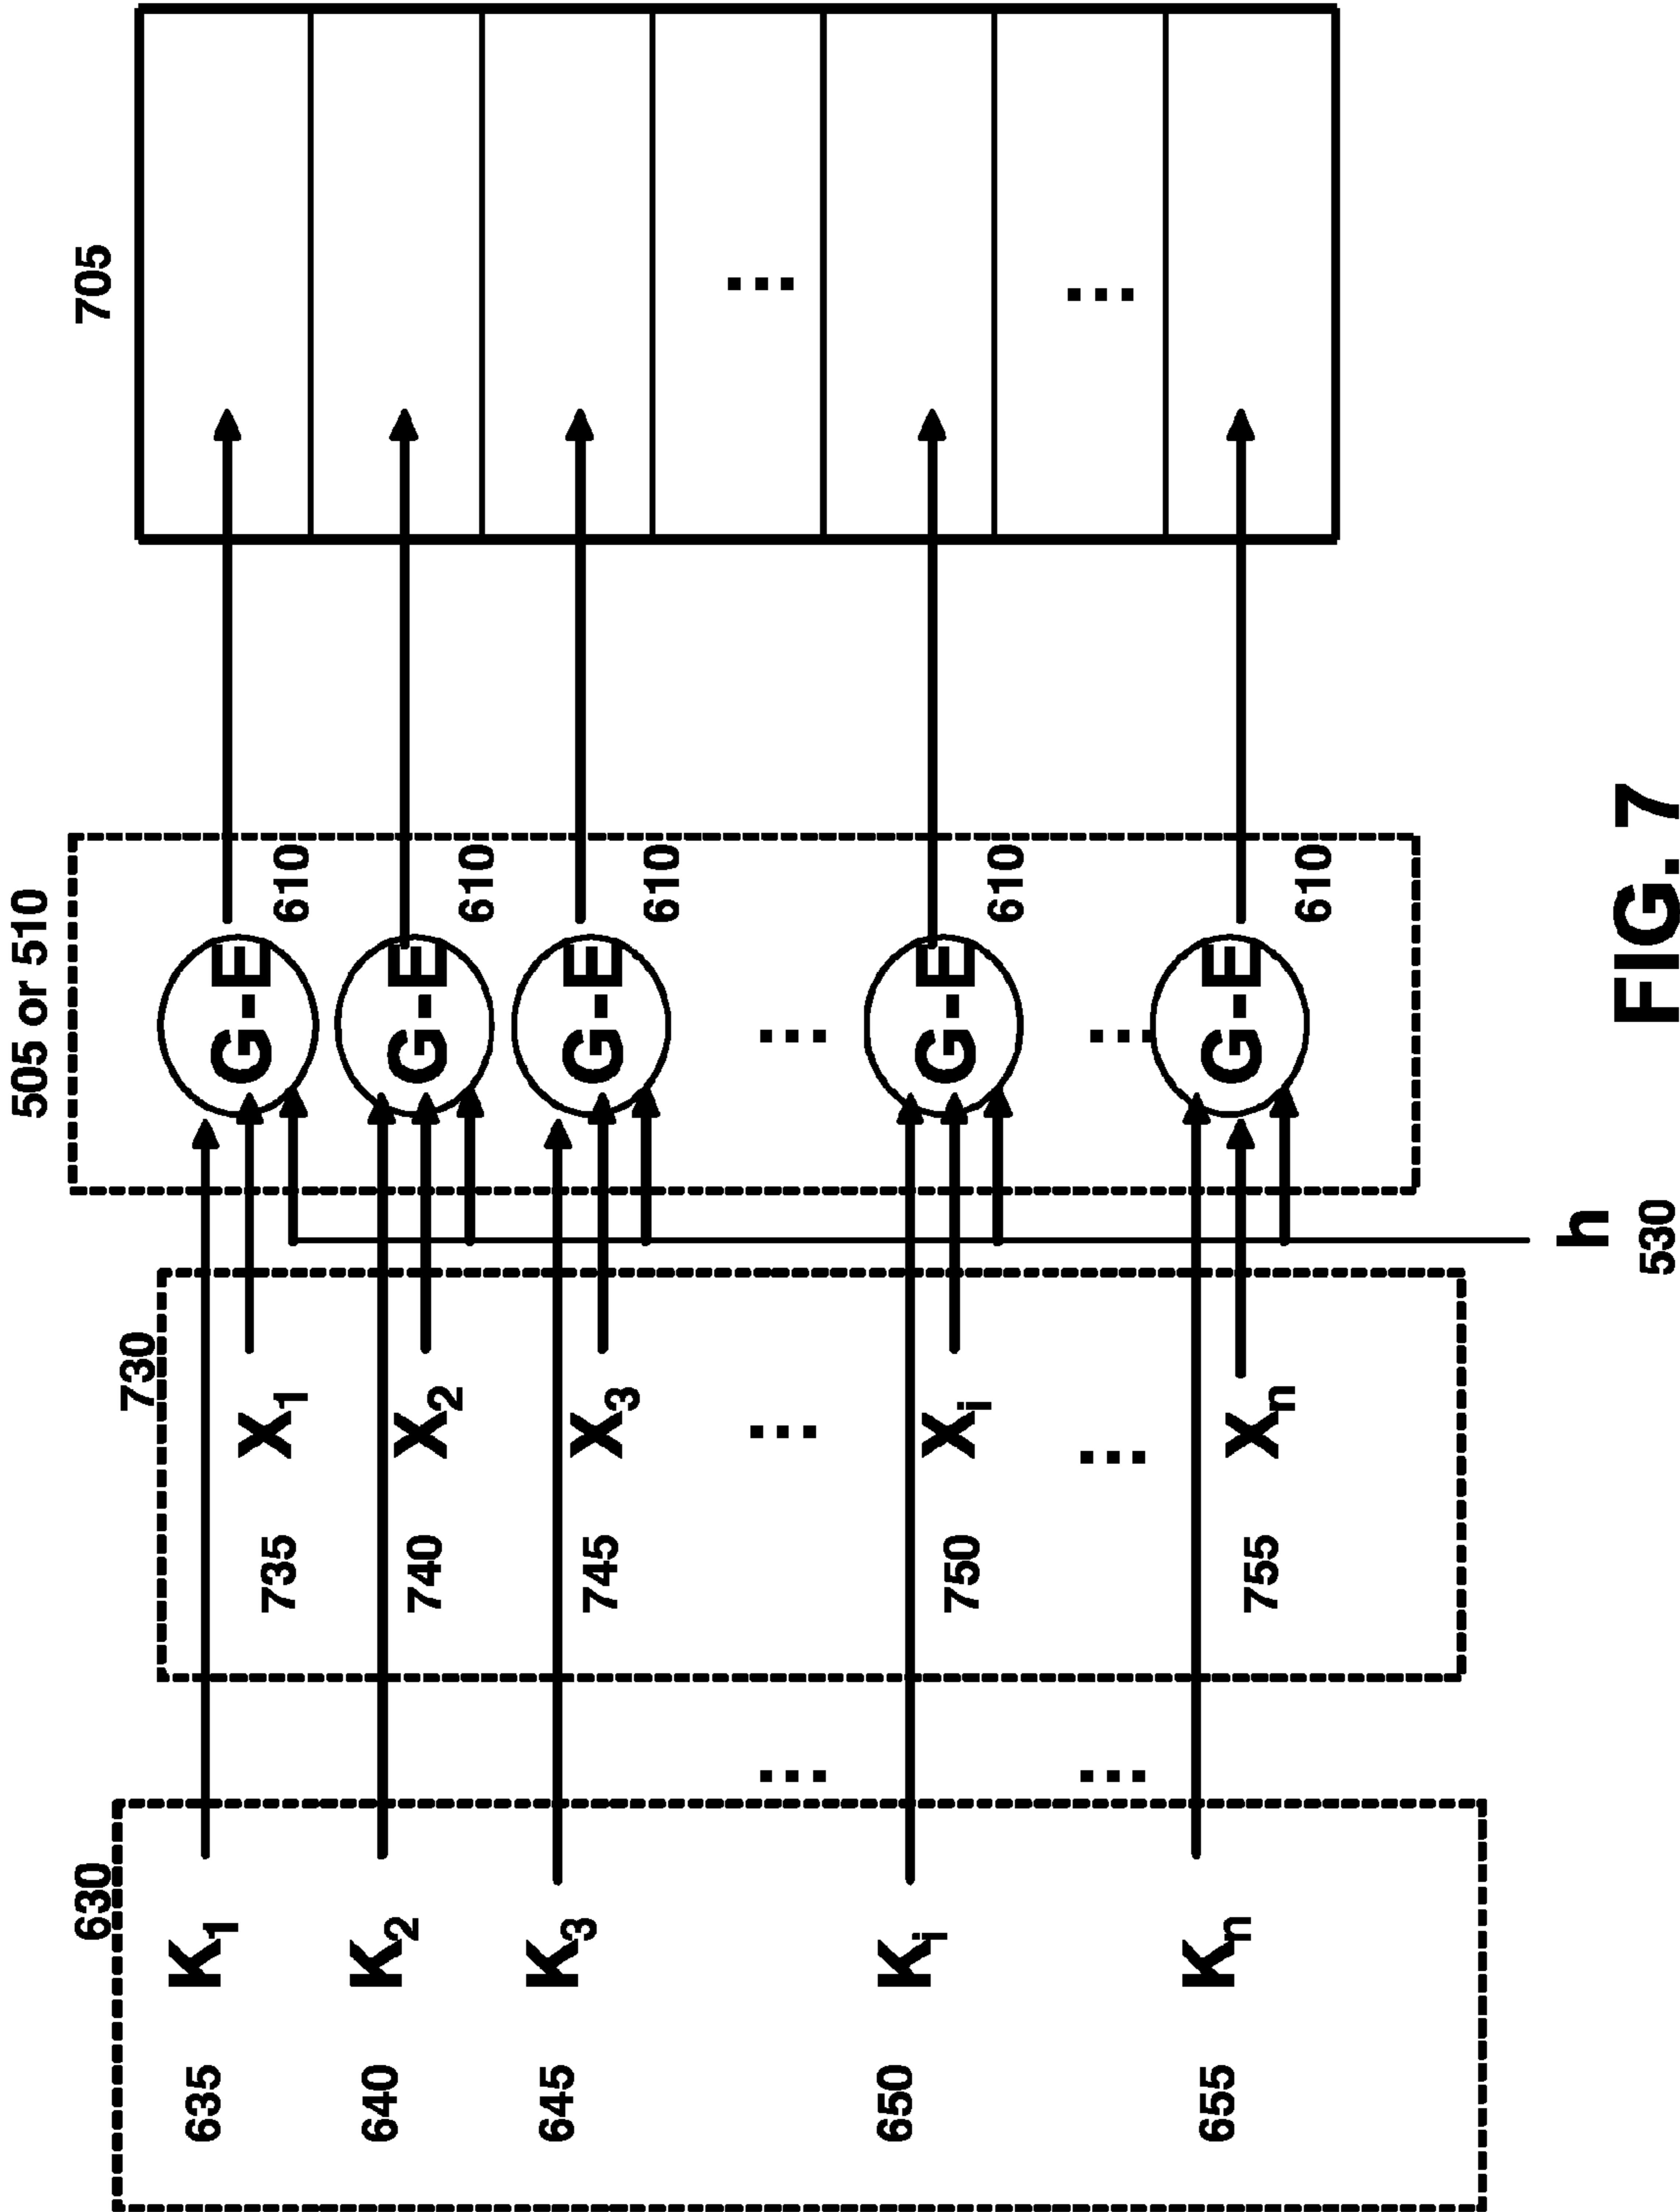 505 or 510
705
730
630
635 K1
735 X1
G-E
610
640 K2
740 X2
G-E
610
645 K3
745 X3
G-E
610
...
...
...
...
650 Ki
750 Xi
G-E
610
...
...
...
...
655 Kn
755 Xn
G-E
610
h
530
FIG. 7